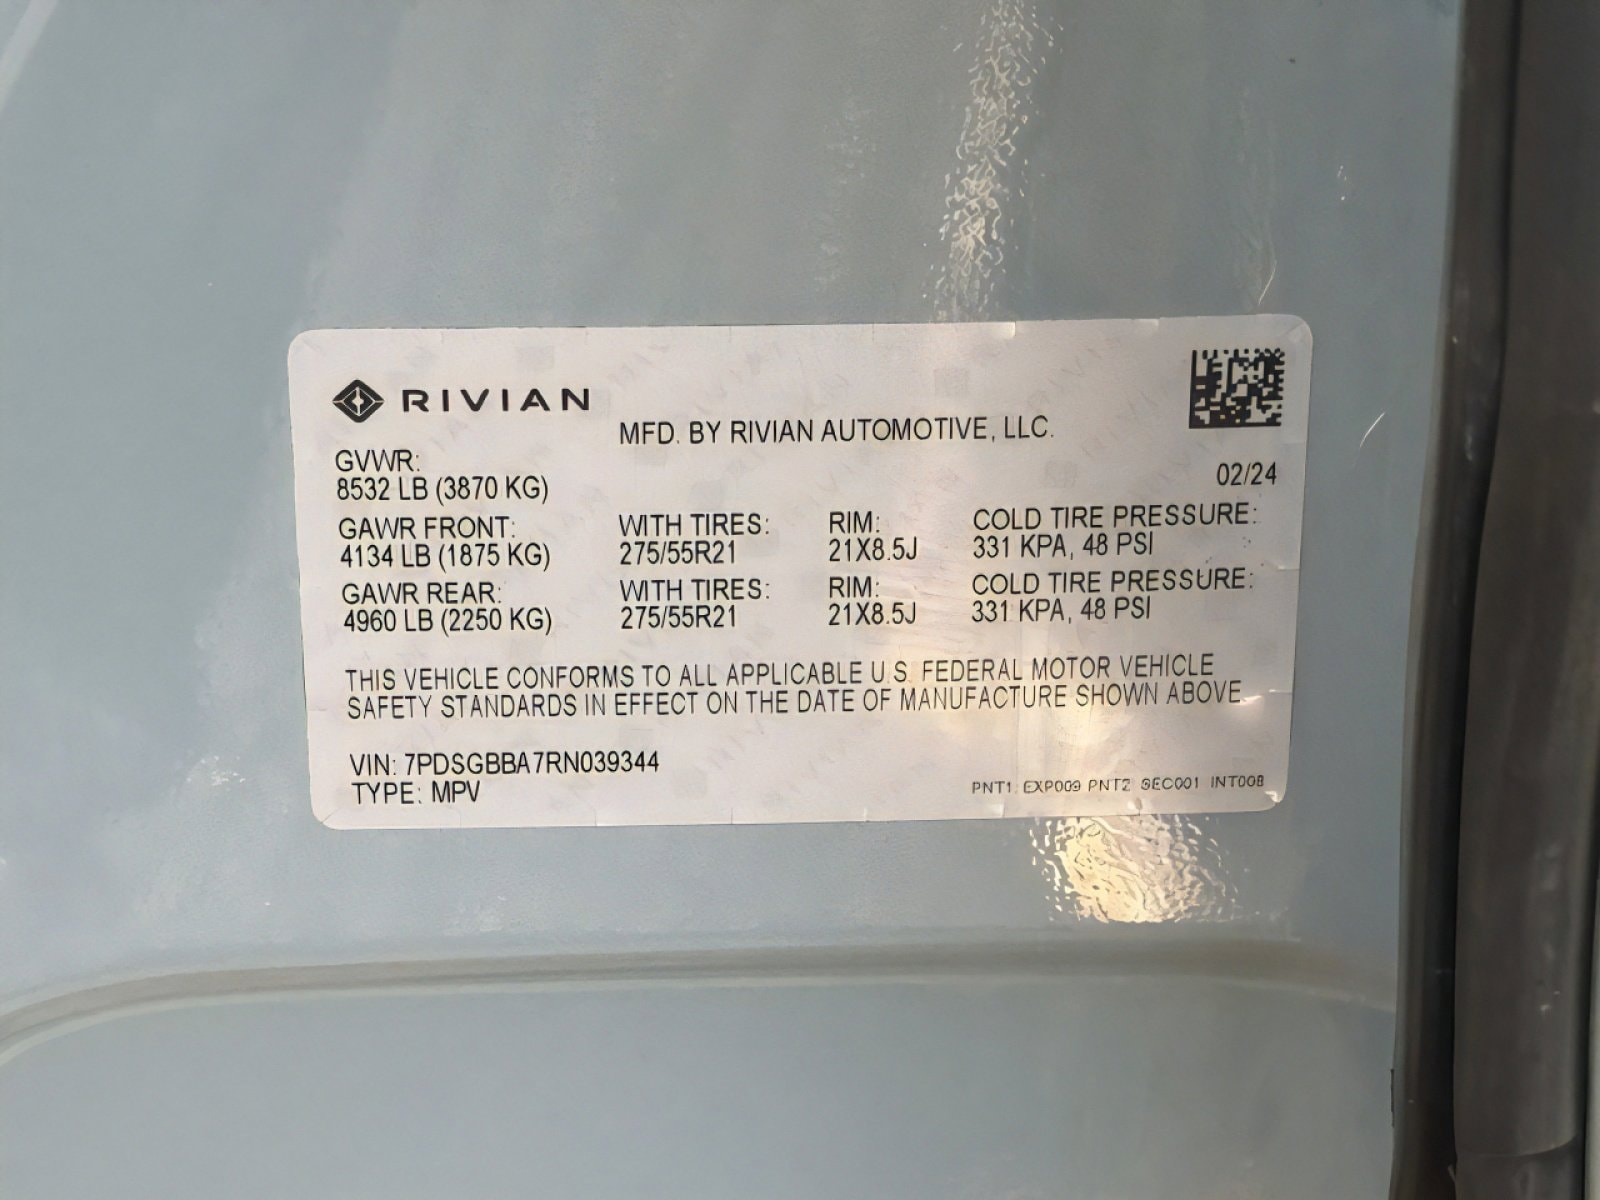 RIVIAN
MFD. BY RIVIAN AUTOMOTIVE, LLC.
GVWR:
8532 LB (3870 KG)
02/24
GAWR FRONT: WITH TIRES: RIM: COLD TIRE PRESSURE:
4134 LB (1875 KG) 275/55R21 21X8.5J 331 KPA, 48 PSI
GAWR REAR: WITH TIRES: RIM: COLD TIRE PRESSURE:
4960 LB (2250 KG) 275/55R21 21X8.5J 331 KPA, 48 PSI
THIS VEHICLE CONFORMS TO ALL APPLICABLE U.S. FEDERAL MOTOR VEHICLE
SAFETY STANDARDS IN EFFECT ON THE DATE OF MANUFACTURE SHOWN ABOVE.
VIN: 7PDSGBBA7RN039344
TYPE: MPV
PNT1: EXP009 PNT2 INT008